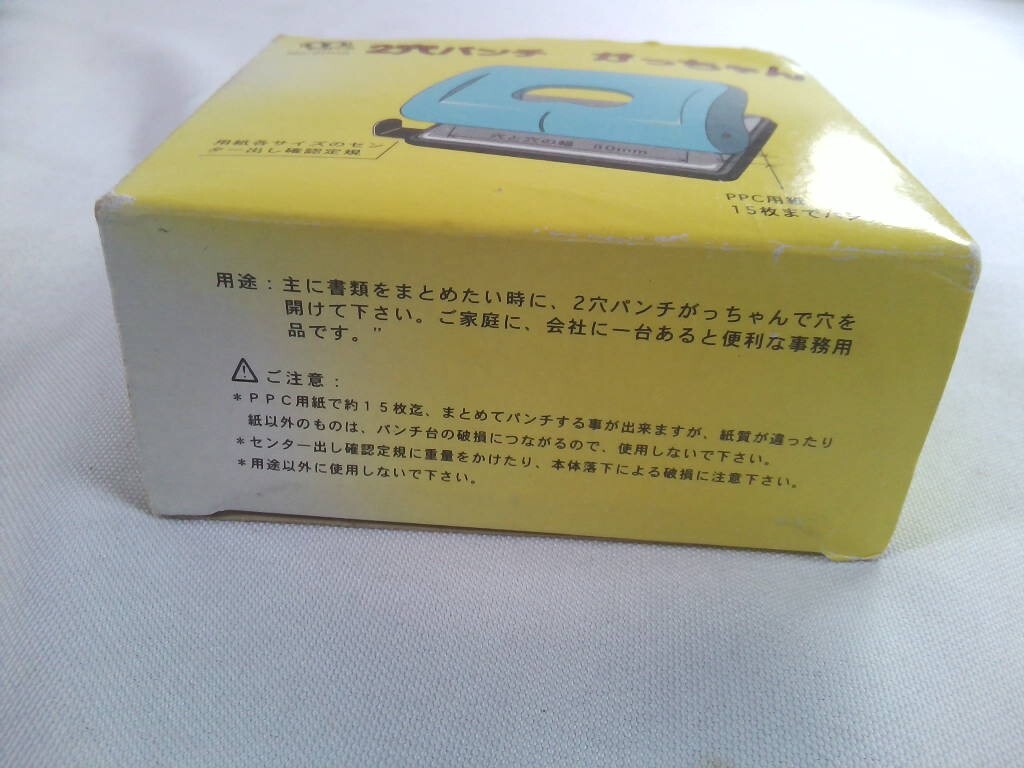 2穴パンチ がっちゃん
用紙各サイズのセン
ター出し確認定規
穴と穴の幅 80mm
PPC用紙
15枚までパン
用途：主に書類をまとめたい時に、2穴パンチがっちゃんで穴を
開けて下さい。ご家庭に、会社に一台あると便利な事務用
品です。”
ご注意：
*ＰＰＣ用紙で約１５枚迄、まとめてパンチする事が出来ますが、紙質が違ったり
紙以外のものは、パンチ台の破損につながるので、使用しないで下さい。
*センター出し確認定規に重量をかけたり、本体落下による破損に注意下さい。
*用途以外に使用しないで下さい。